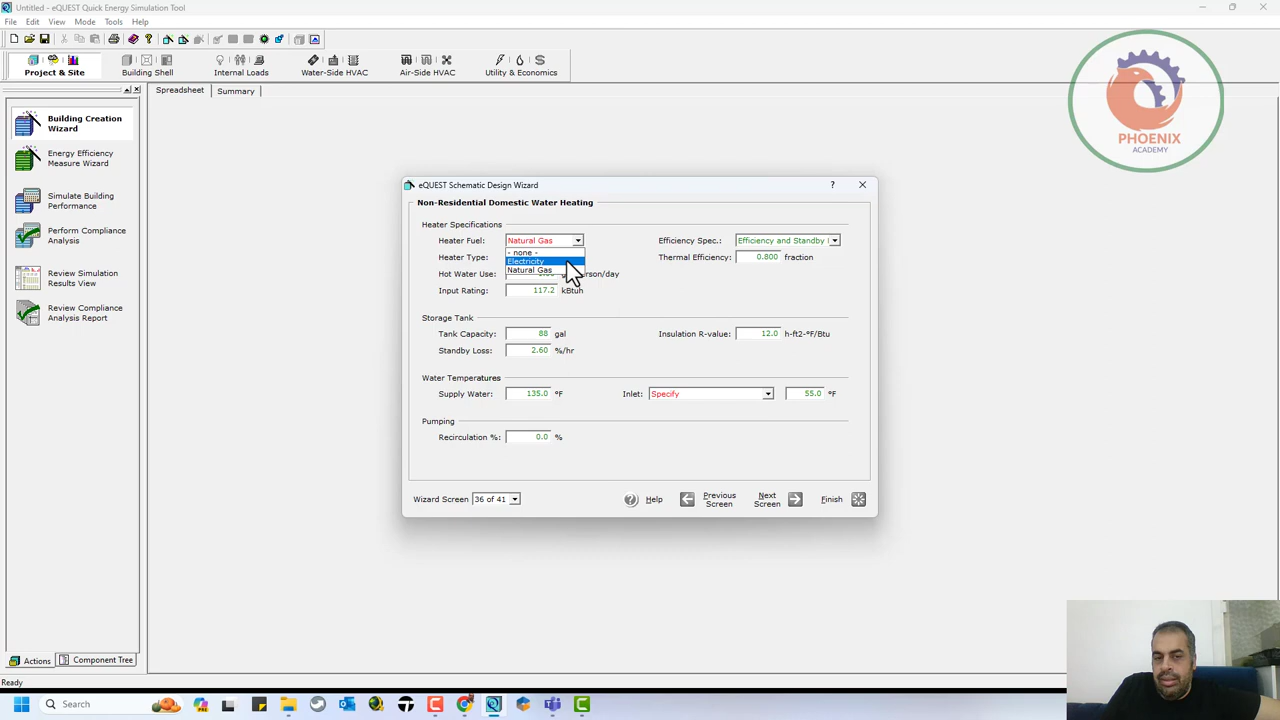 Untitled - eQUEST Quick Energy Simulation Tool
File Edit View Mode Tools Help
Project & Site
Building Shell
Internal Loads
Water-Side HVAC
Air-Side HVAC
Utility & Economics
Spreadsheet
Summary
PHOENIX
ACADEMY
Building Creation
Wizard
Energy Efficiency
Measure Wizard
Simulate Building
Performance
Perform Compliance
Analysis
Review Simulation
Results View
Review Compliance
Analysis Report
eQUEST Schematic Design Wizard
Non-Residential Domestic Water Heating
Heater Specifications
Heater Fuel: Natural Gas
Efficiency Spec.: Efficiency and Standby
- none -
Electricity
Natural Gas
Heater Type:
Thermal Efficiency: 0.800 fraction
Hot Water Use:
Input Rating: 117.2 kBtuh
Storage Tank
Tank Capacity: 88 gal
Insulation R-value: 12.0 h-ft2-°F/Btu
Standby Loss: 2.60 %/hr
Water Temperatures
Supply Water: 135.0 °F
Inlet: Specify 55.0 °F
Pumping
Recirculation %: 0.0 %
Wizard Screen 36 of 41
Help
Previous
Screen
Next
Screen
Finish
Actions
Component Tree
Ready
Search